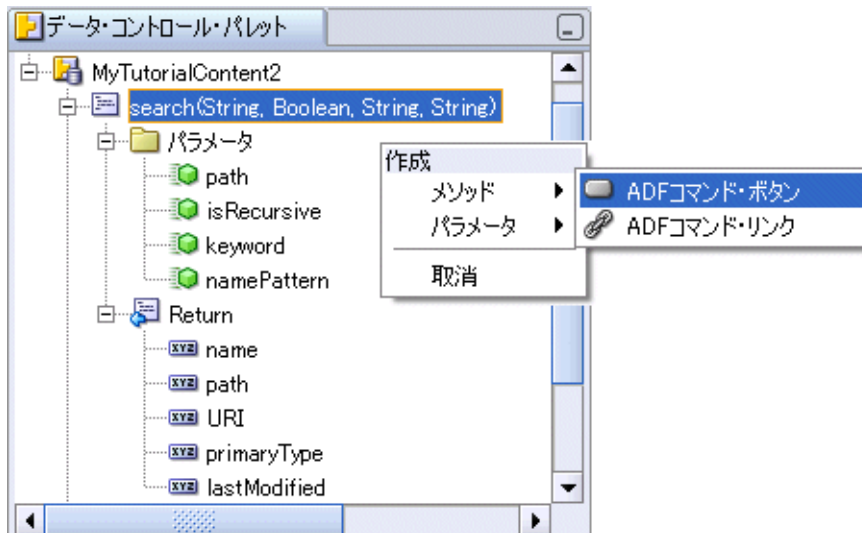 データ・コントロール・パレット
MyTutorialContent2
search(String, Boolean, String, String)
パラメータ
path
isRecursive
keyword
namePattern
Return
name
path
URI
primaryType
lastModified
作成
メソッド
パラメータ
取消
ADFコマンド・ボタン
ADFコマンド・リンク